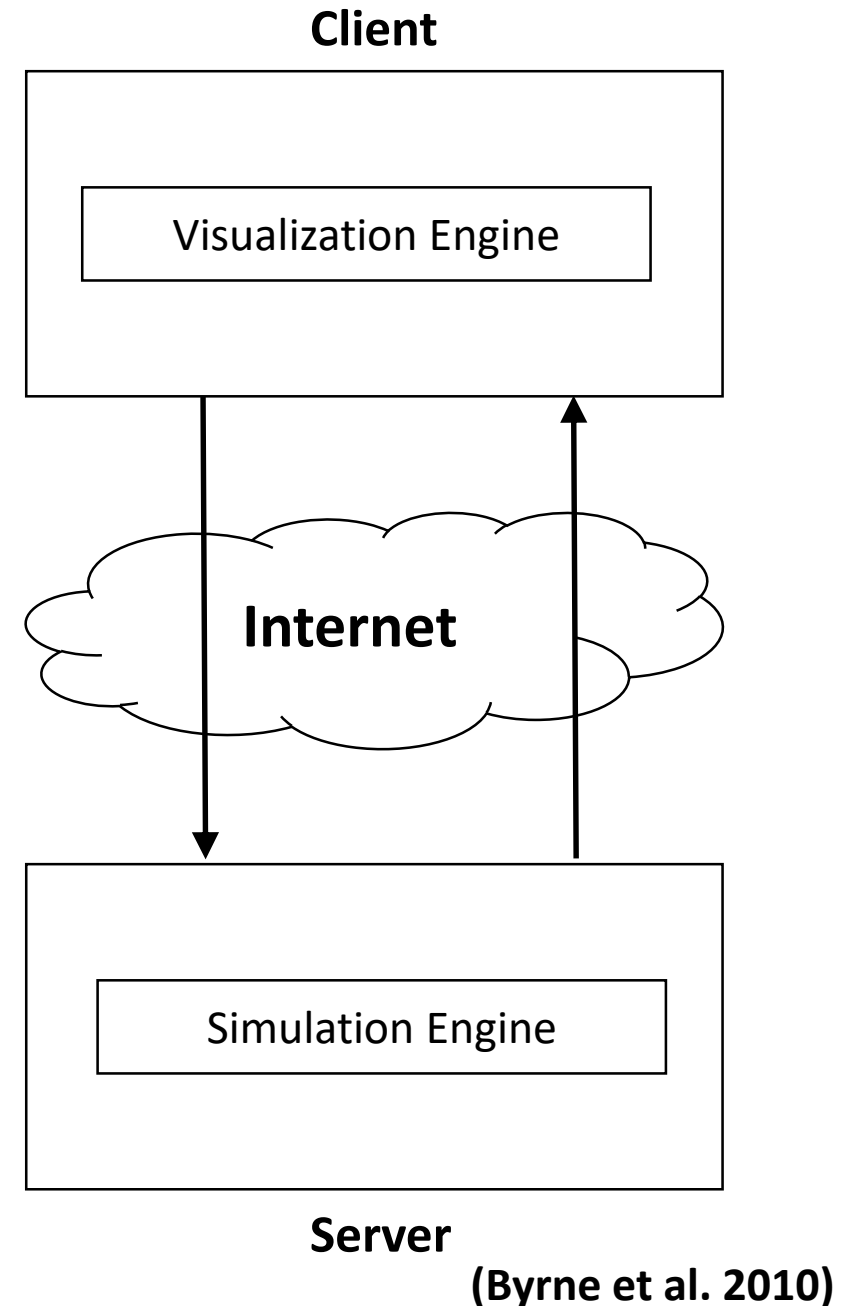 Client
Visualization Engine
Internet
Simulation Engine
Server
(Byrne et al. 2010)